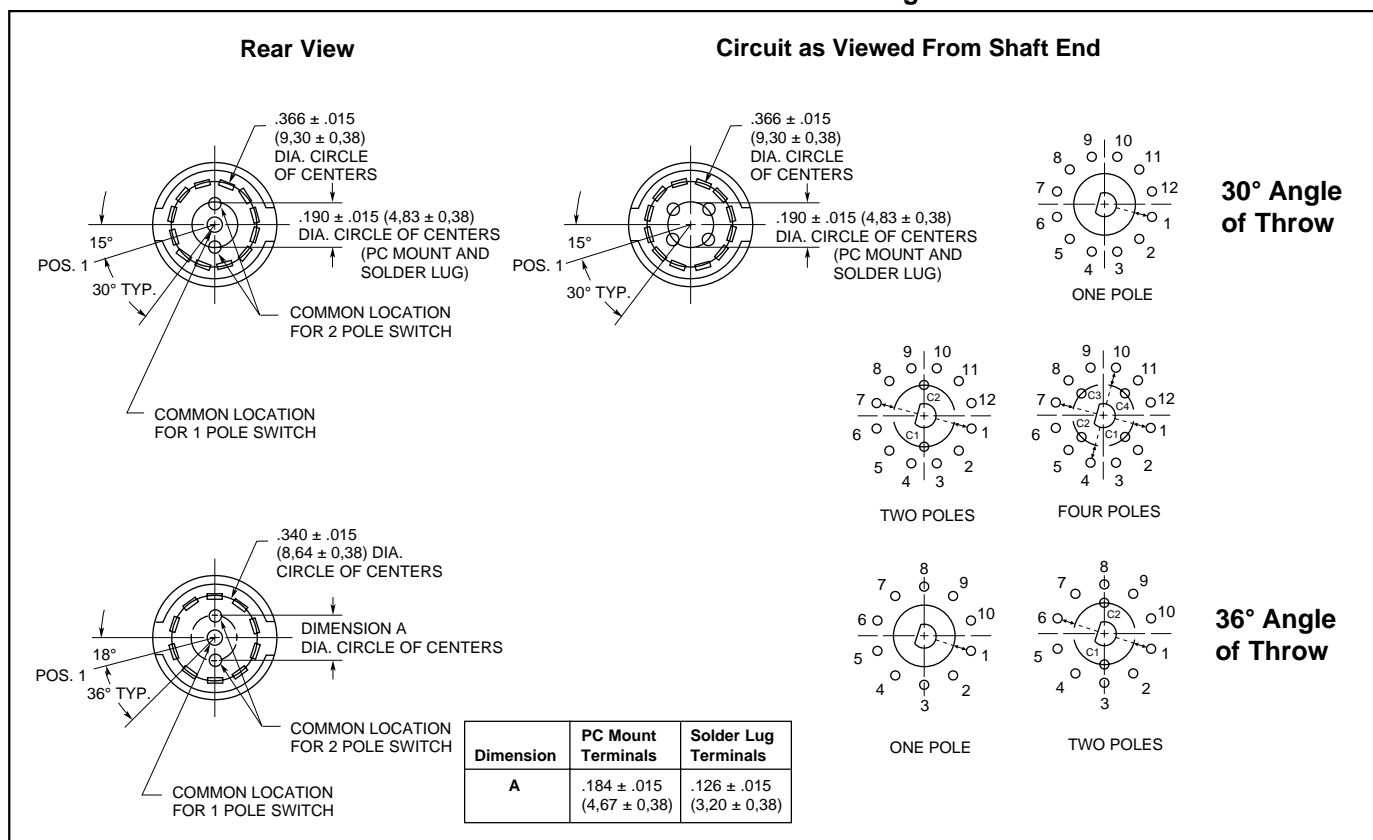 Rear View
Circuit as Viewed From Shaft End
.366 ± .015
(9,30 ± 0,38)
DIA. CIRCLE
OF CENTERS
.190 ± .015 (4,83 ± 0,38)
DIA. CIRCLE OF CENTERS
(PC MOUNT AND
SOLDER LUG)
15°
POS. 1
30° TYP.
COMMON LOCATION
FOR 2 POLE SWITCH
COMMON LOCATION
FOR 1 POLE SWITCH
.366 ± .015
(9,30 ± 0,38)
DIA. CIRCLE
OF CENTERS
.190 ± .015 (4,83 ± 0,38)
DIA. CIRCLE OF CENTERS
(PC MOUNT AND
SOLDER LUG)
15°
POS. 1
30° TYP.
9 10
8 11
7 12
6 1
5 2
4 3
ONE POLE
30° Angle
of Throw
9 10
8 11
C2
7 12
6 C1 1
5 2
4 3
TWO POLES
9 10
8 11
C3 C4
7 12
6 C2 C1 1
5 2
4 3
FOUR POLES
.340 ± .015
(8,64 ± 0,38) DIA.
CIRCLE OF CENTERS
DIMENSION A
DIA. CIRCLE OF CENTERS
18°
POS. 1
36° TYP.
COMMON LOCATION
FOR 2 POLE SWITCH
COMMON LOCATION
FOR 1 POLE SWITCH
Dimension PC Mount Terminals Solder Lug Terminals
A .184 ± .015 .126 ± .015
(4,67 ± 0,38) (3,20 ± 0,38)
8
7 9
6 10
5 1
4 2
3
ONE POLE
8
7 9
C2
6 10
5 C1 1
4 2
3
TWO POLES
36° Angle
of Throw